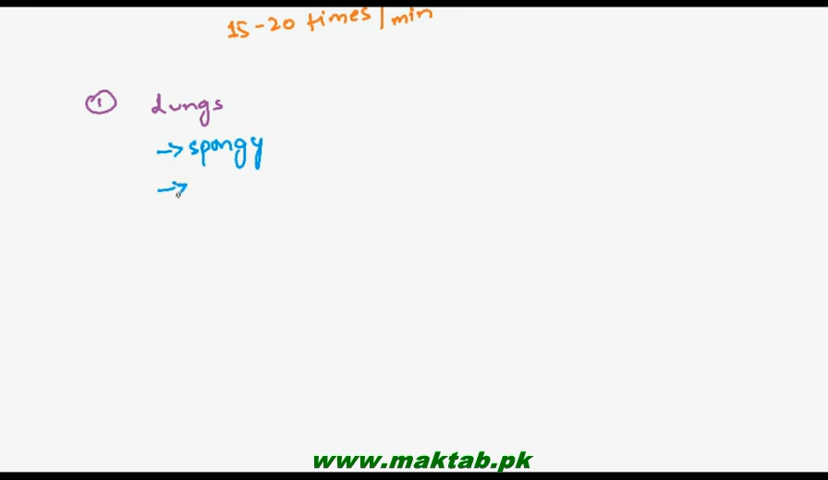 15-20 times/min
① Lungs
→ spongy
→
www.maktab.pk